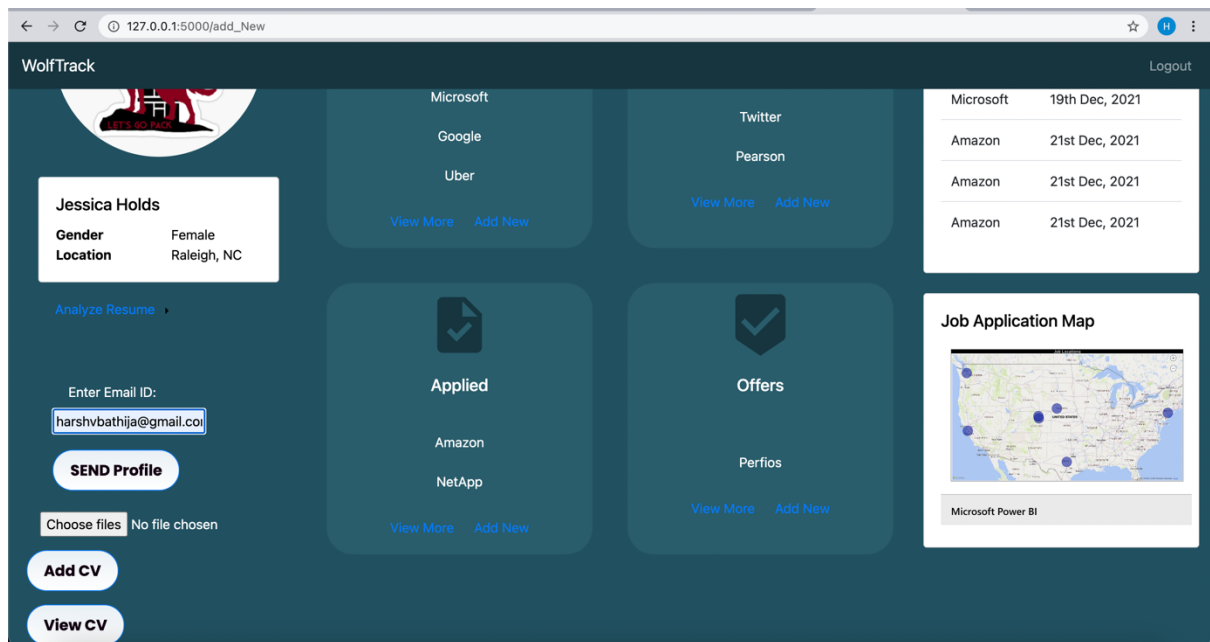 127.0.0.1:5000/add_New
H
WolfTrack
Logout
LET'S GO PACK
Jessica Holds
Gender Female
Location Raleigh, NC
Analyze Resume
Enter Email ID:
harshvbathija@gmail.co
SEND Profile
Choose files No file chosen
Add CV
View CV
Microsoft
Google
Uber
View More Add New
Twitter
Pearson
View More Add New
Applied
Amazon
NetApp
View More Add New
Offers
Perfios
View More Add New
Microsoft 19th Dec, 2021
Amazon 21st Dec, 2021
Amazon 21st Dec, 2021
Amazon 21st Dec, 2021
Job Application Map
Job Locations
UNITED STATES
Microsoft Power BI